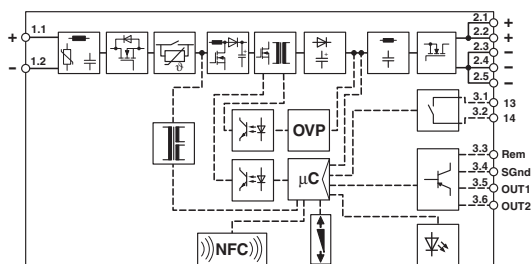 + 1.1
− 1.2
ϑ
2.1 +
2.2 +
2.3 −
2.4 −
2.5 −
3.1 13
3.2 14
OVP
µC
3.3 Rem
3.4 SGnd
3.5 OUT1
3.6 OUT2
NFC